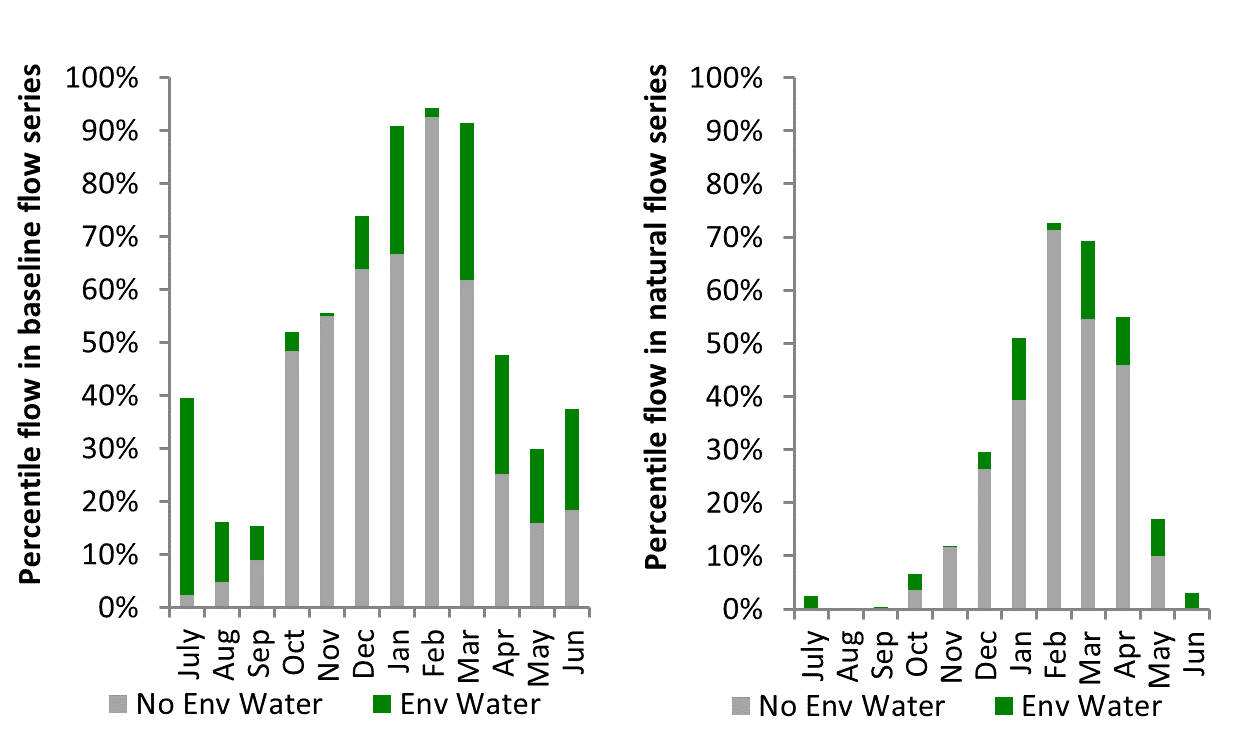 Percentile flow in baseline flow series
100%
90%
80%
70%
60%
50%
40%
30%
20%
10%
0%
July
Aug
Sep
Oct
Nov
Dec
Jan
Feb
Mar
Apr
May
Jun
No Env Water
Env Water
Percentile flow in natural flow series
100%
90%
80%
70%
60%
50%
40%
30%
20%
10%
0%
July
Aug
Sep
Oct
Nov
Dec
Jan
Feb
Mar
Apr
May
Jun
No Env Water
Env Water